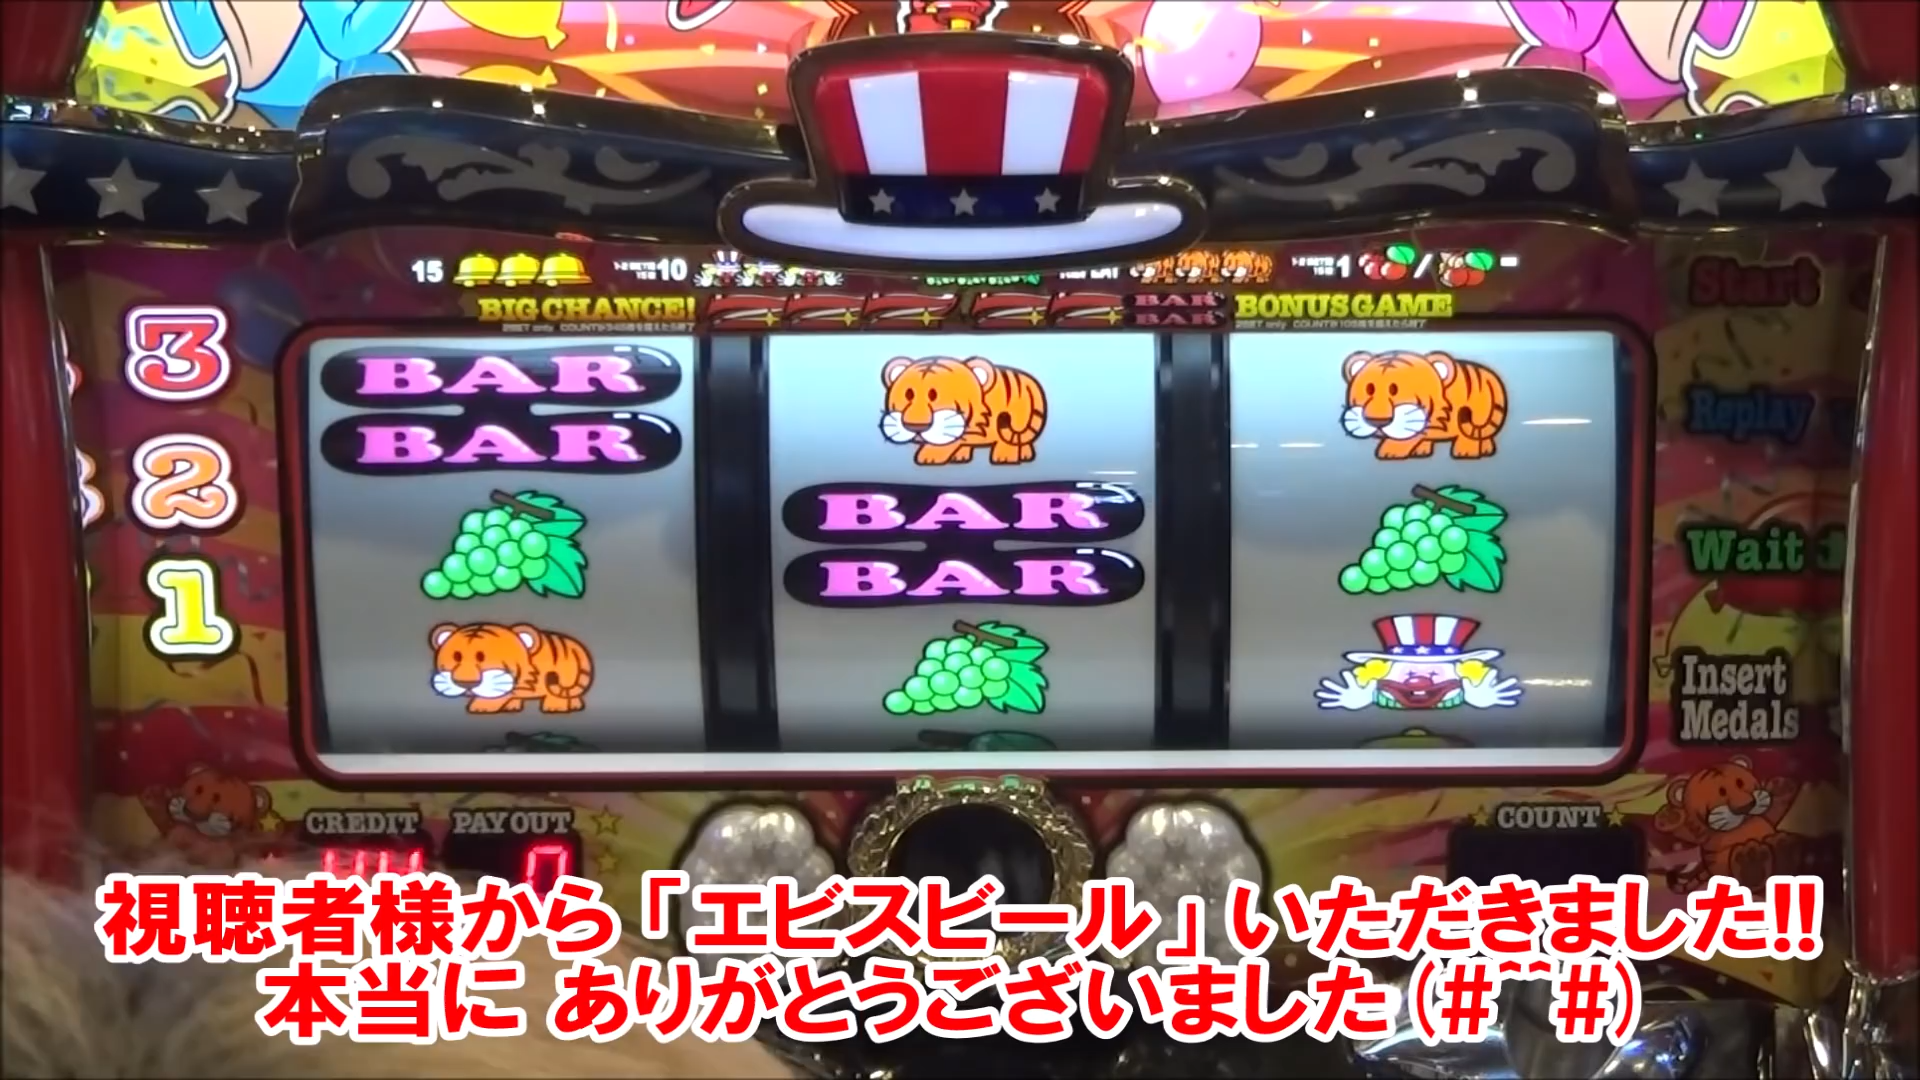 15
10
1
BIG CHANCE!
BAR
BAR
BONUS GAME
3
2
1
BAR
BAR
BAR
BAR
Start
Replay
Wait
Insert
Medals
CREDIT
PAY OUT
COUNT
0
視聴者様から「エビスビール」いただきました!!
本当に ありがとうございました(#^^#)